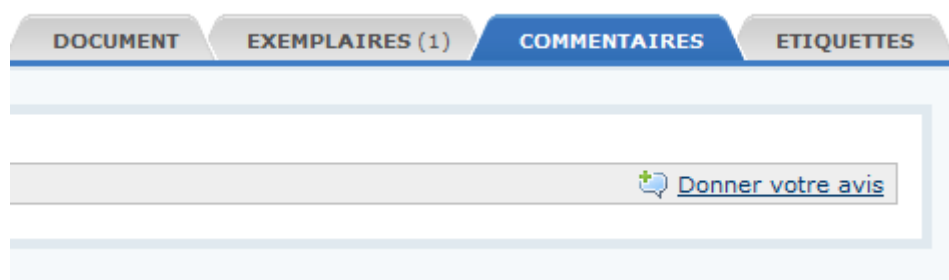 DOCUMENT EXEMPLAIRES (1) COMMENTAIRES ETIQUETTES
Donner votre avis